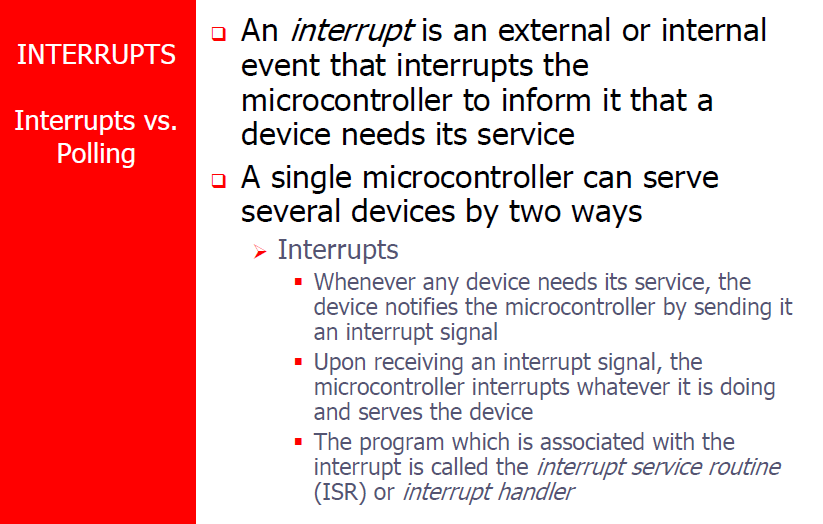 INTERRUPTS
Interrupts vs.
Polling
An interrupt is an external or internal
event that interrupts the
microcontroller to inform it that a
device needs its service
A single microcontroller can serve
several devices by two ways
Interrupts
Whenever any device needs its service, the
device notifies the microcontroller by sending it
an interrupt signal
Upon receiving an interrupt signal, the
microcontroller interrupts whatever it is doing
and serves the device
The program which is associated with the
interrupt is called the interrupt service routine
(ISR) or interrupt handler